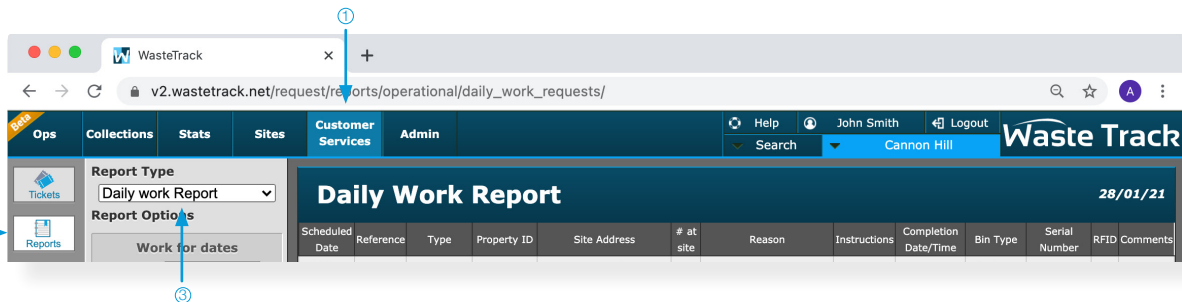 ①
WasteTrack
v2.wastetrack.net/request/reports/operational/daily_work_requests/
A
Beta
Ops
Collections
Stats
Sites
Customer
Services
Admin
Help
John Smith
Logout
Search
Cannon Hill
Waste Track
Tickets
Reports
Report Type
Daily work Report
Report Options
Work for dates
Daily Work Report
28/01/21
Scheduled Date
Reference
Type
Property ID
Site Address
# at site
Reason
Instructions
Completion Date/Time
Bin Type
Serial Number
RFID
Comments
③